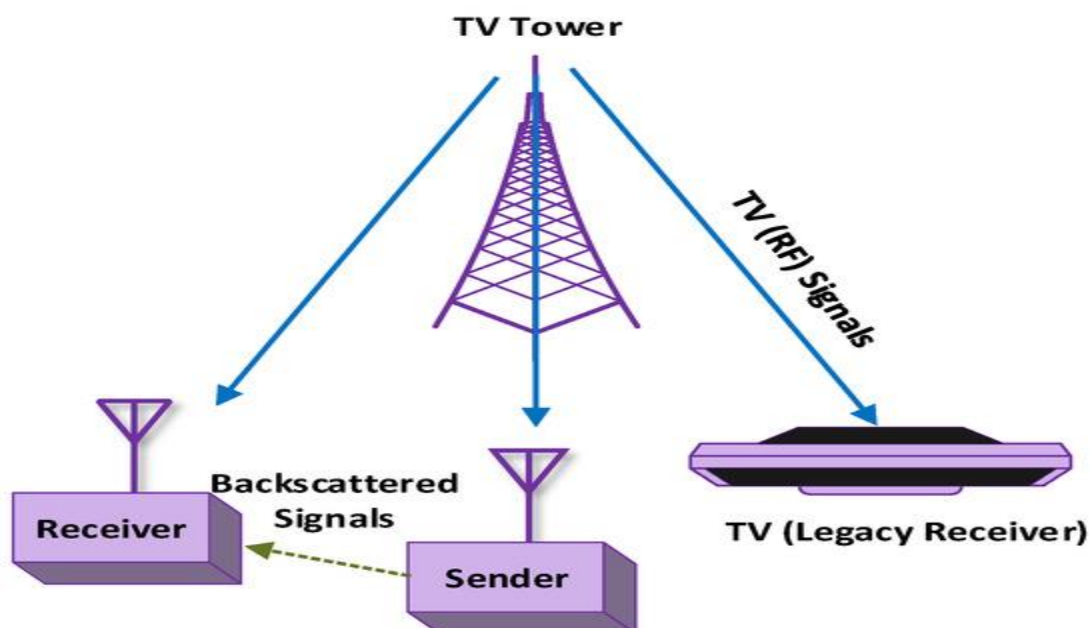 TV Tower
TV (RF) Signals
Backscattered
Signals
Receiver
Sender
TV (Legacy Receiver)